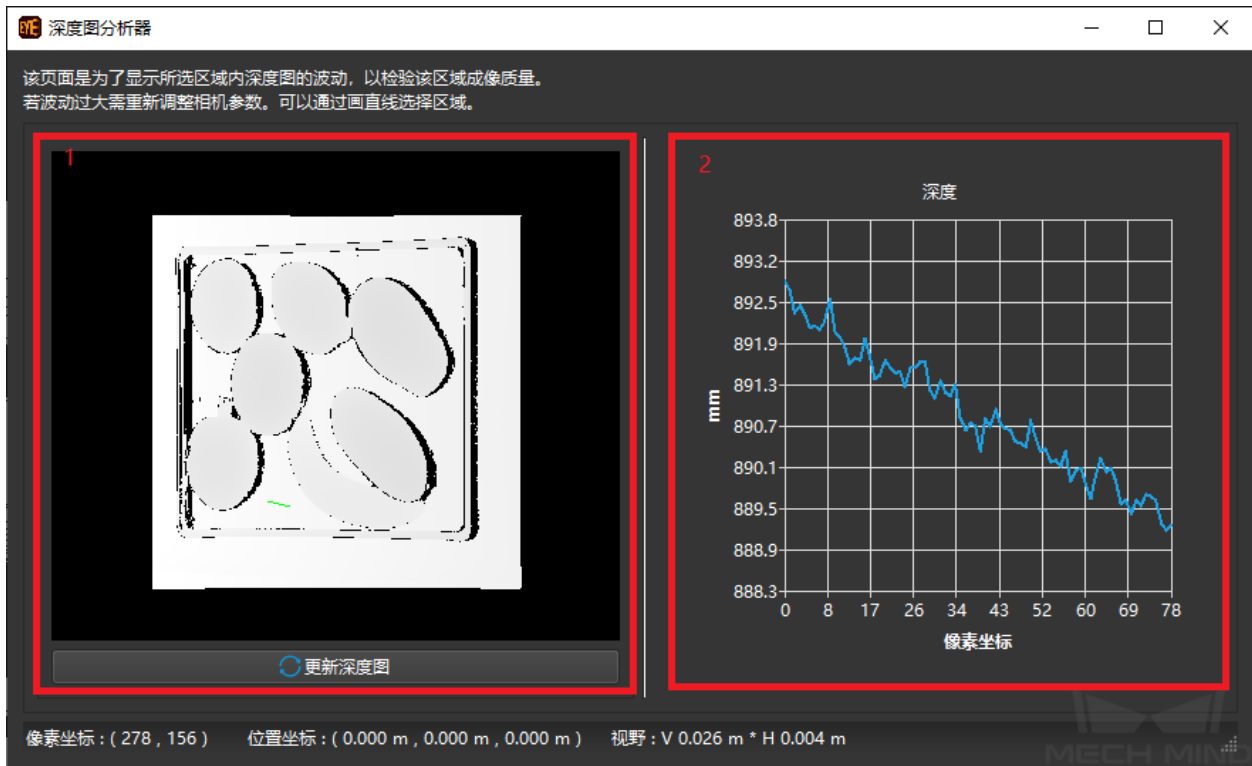 EYE 深度图分析器
该页面是为了显示所选区域内深度图的波动，以检验该区域成像质量。
若波动过大需重新调整相机参数。可以通过画直线选择区域。
1
更新深度图
2
深度
893.8
893.2
892.5
891.9
891.3
890.7
890.1
889.5
888.9
888.3
mm
0 8 17 26 34 43 52 60 69 78
像素坐标
像素坐标 : ( 278 , 156 ) 位置坐标 : ( 0.000 m , 0.000 m , 0.000 m ) 视野 : V 0.026 m * H 0.004 m
MECH MIND